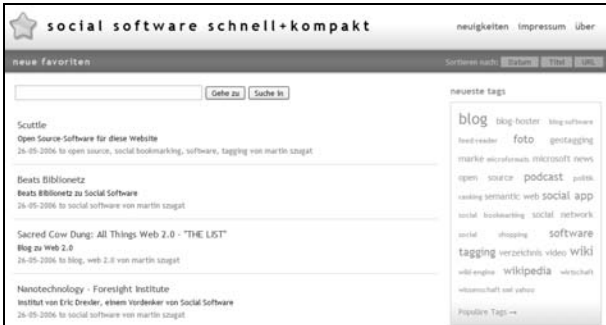 social software schnell+kompakt
neuigkeiten impressum über
neue favoriten
Sortieren nach: Datum Titel URL
Gehe zu Suche in
Scuttle
Open Source-Software für diese Website
26-05-2006 to open source, social bookmarking, software, tagging von martin szugat
Beats Biblionetz
Beats Biblionetz zu Social Software
26-05-2006 to social software von martin szugat
Sacred Cow Dung: All Things Web 2.0 - "THE LIST"
Blog zu Web 2.0
26-05-2006 to blog, web 2.0 von martin szugat
Nanotechnology - Foresight Institute
Institut von Eric Drexler, einem Vordenker von Social Software
26-05-2006 to social software von martin szugat
neueste tags
blog blog-hoster blog-software
feed-reader foto geotagging
marke microformats microsoft news
open source podcast politik
ranking semantic web social app
social bookmarking social network
social shopping software
tagging verzeichnis video wiki
wiki-engine wikipedia wirtschaft
wissenschaft xml yahoo
Populäre Tags →